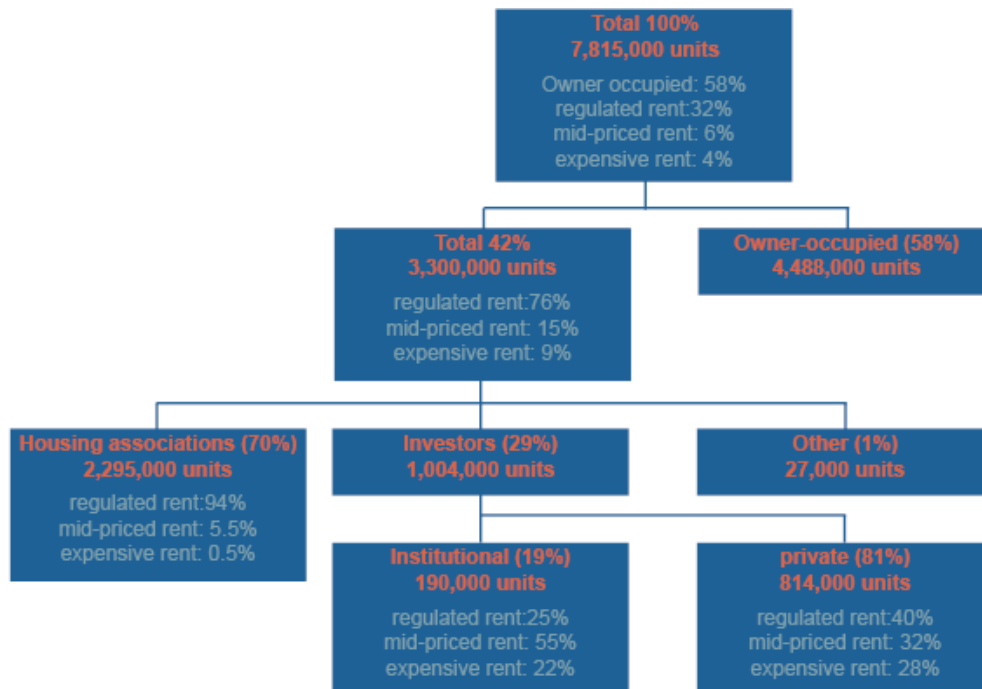 Total 100%
7,815,000 units
Owner occupied: 58%
regulated rent:32%
mid-priced rent: 6%
expensive rent: 4%
Total 42%
3,300,000 units
regulated rent:76%
mid-priced rent: 15%
expensive rent: 9%
Owner-occupied (58%)
4,488,000 units
Housing associations (70%)
2,295,000 units
regulated rent:94%
mid-priced rent: 5.5%
expensive rent: 0.5%
Investors (29%)
1,004,000 units
Other (1%)
27,000 units
Institutional (19%)
190,000 units
regulated rent:25%
mid-priced rent: 55%
expensive rent: 22%
private (81%)
814,000 units
regulated rent:40%
mid-priced rent: 32%
expensive rent: 28%